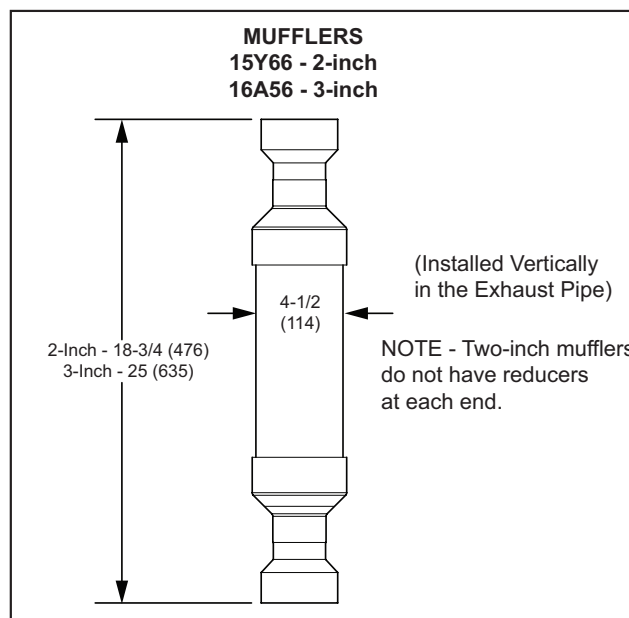 MUFFLERS
15Y66 - 2-inch
16A56 - 3-inch
(Installed Vertically
in the Exhaust Pipe)
4-1/2
(114)
2-Inch - 18-3/4 (476)
3-Inch - 25 (635)
NOTE - Two-inch mufflers
do not have reducers
at each end.